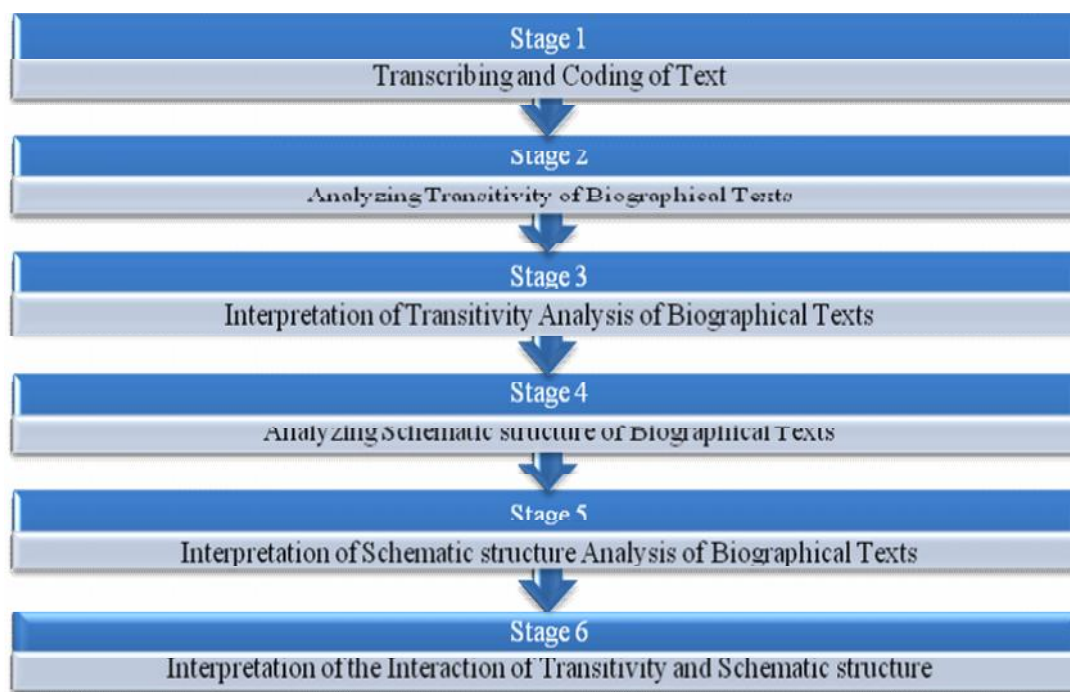 Stage 1
Transcribing and Coding of Text
Stage 2
Analyzing Transitivity of Biographical Texts
Stage 3
Interpretation of Transitivity Analysis of Biographical Texts
Stage 4
Analyzing Schematic structure of Biographical Texts
Stage 5
Interpretation of Schematic structure Analysis of Biographical Texts
Stage 6
Interpretation of the Interaction of Transitivity and Schematic structure